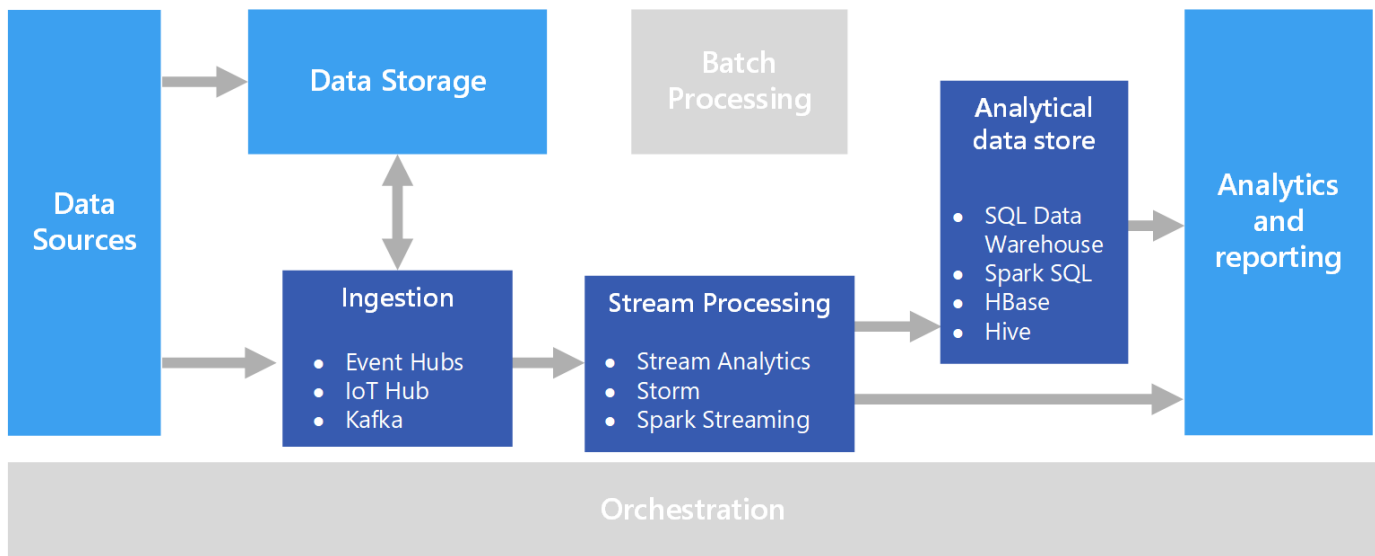 Data
Sources
Data Storage
Batch
Processing
Ingestion
• Event Hubs
• IoT Hub
• Kafka
Stream Processing
• Stream Analytics
• Storm
• Spark Streaming
Analytical
data store
• SQL Data
Warehouse
• Spark SQL
• HBase
• Hive
Analytics
and
reporting
Orchestration